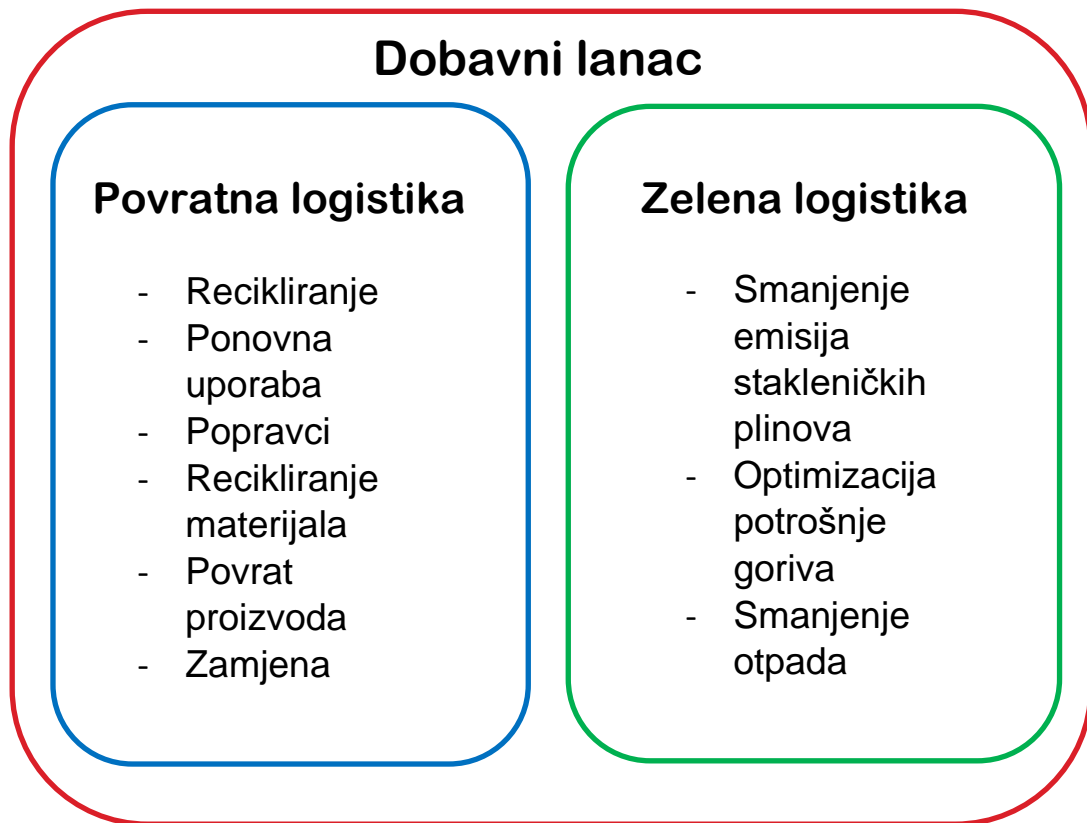 Dobavni lanac
Povratna logistika
- Recikliranje
- Ponovna
uporaba
- Popravci
- Recikliranje
materijala
- Povrat
proizvoda
- Zamjena
Zelena logistika
- Smanjenje
emisija
stakleničkih
plinova
- Optimizacija
potrošnje
goriva
- Smanjenje
otpada